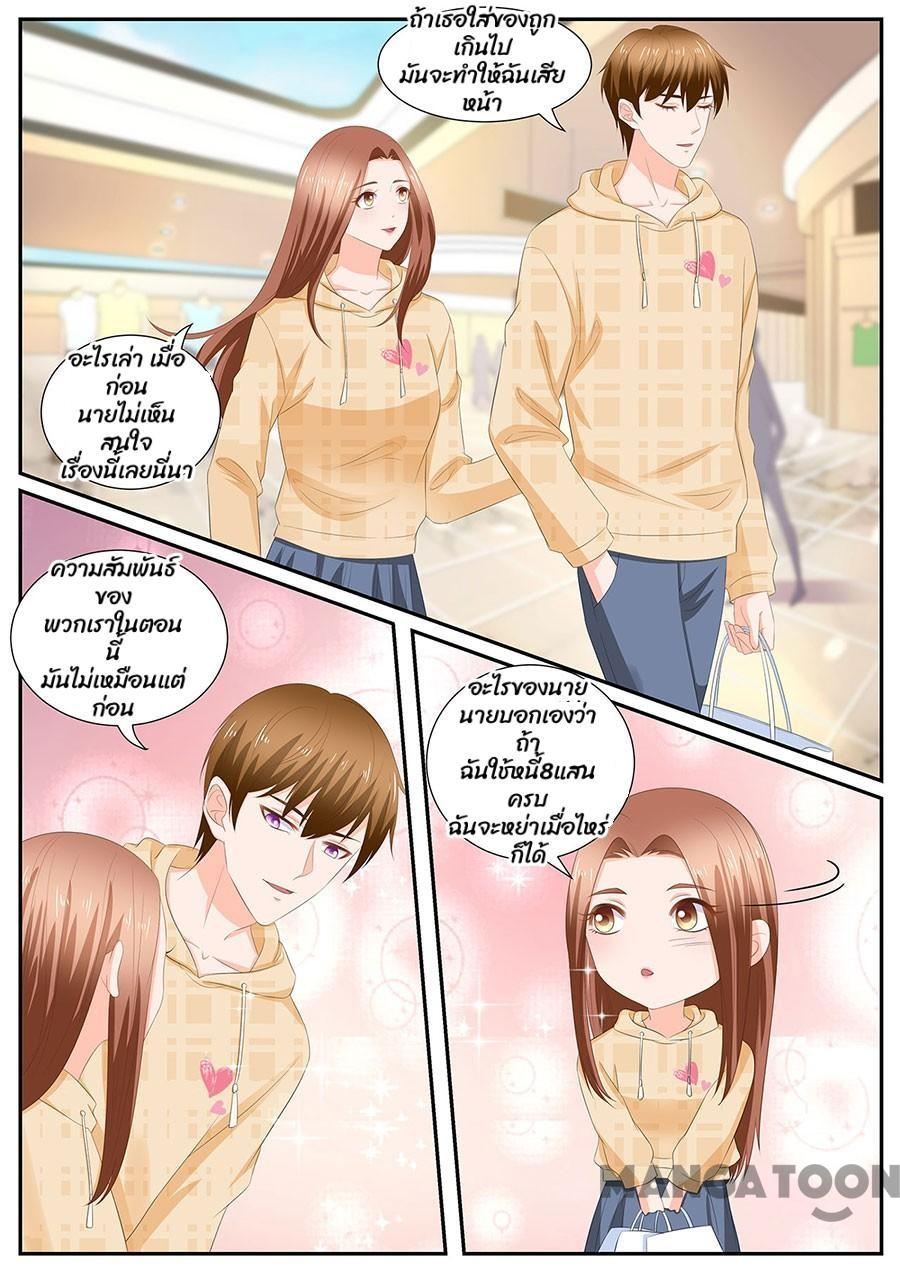 ถ้าเธอใส่ของถูก
เกินไป
มันจะทำให้ฉันเสีย
หน้า
อะไรเล่า เมื่อ
ก่อน
นายไม่เห็น
สนใจ
เรื่องนี้เลยนี่นา
ความสัมพันธ์
ของ
พวกเราในตอน
นี้
มันไม่เหมือนแต่
ก่อน
อะไรของนาย
นายบอกเองว่า
ถ้า
ฉันใช้หนี้8แสน
ครบ
ฉันจะหย่าเมื่อไหร่
ก็ได้
MANGATOON